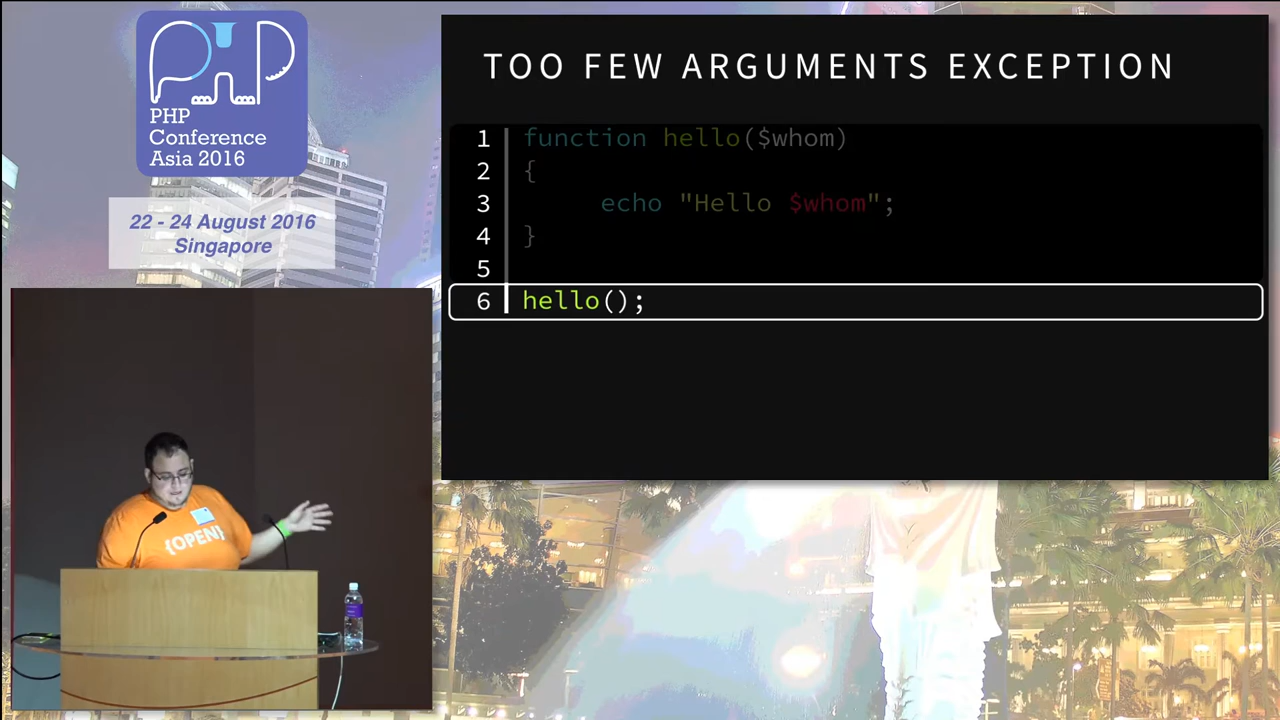 PHP
Conference
Asia 2016
22 - 24 August 2016
Singapore
TOO FEW ARGUMENTS EXCEPTION
1 function hello($whom)
2 {
3 echo "Hello $whom";
4 }
5
6 hello();
{OPEN}